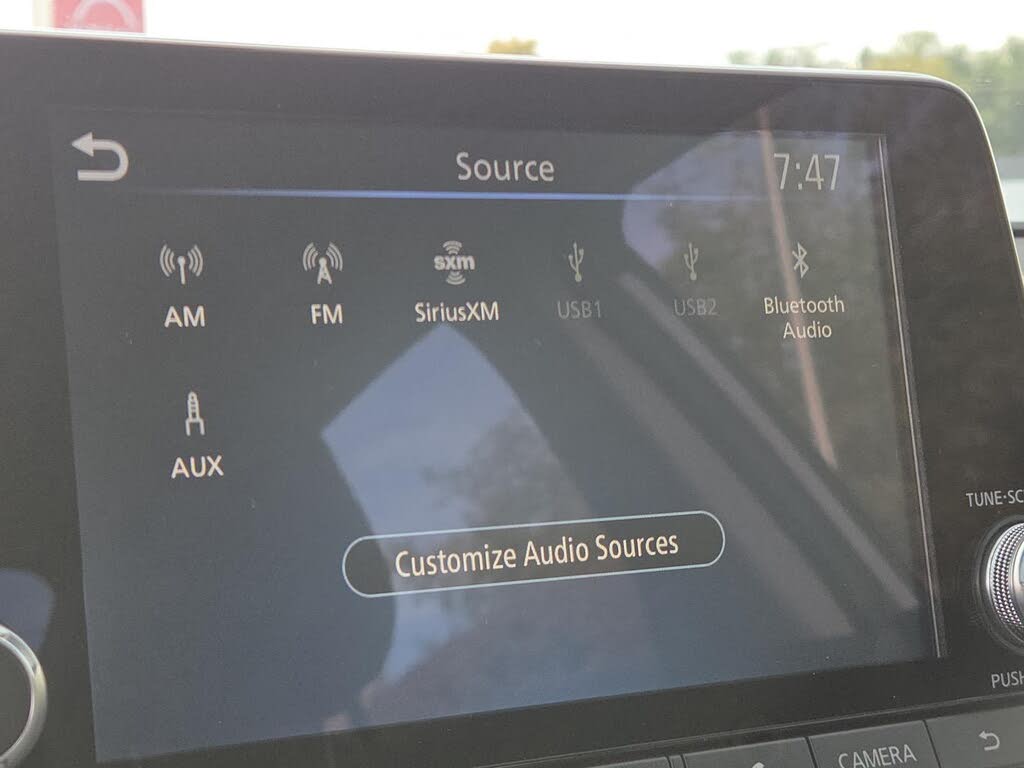 Source
7:47
sxm
AM
FM
SiriusXM
USB1
USB2
Bluetooth
Audio
AUX
Customize Audio Sources
TUNE·SC
PUSH
CAMERA